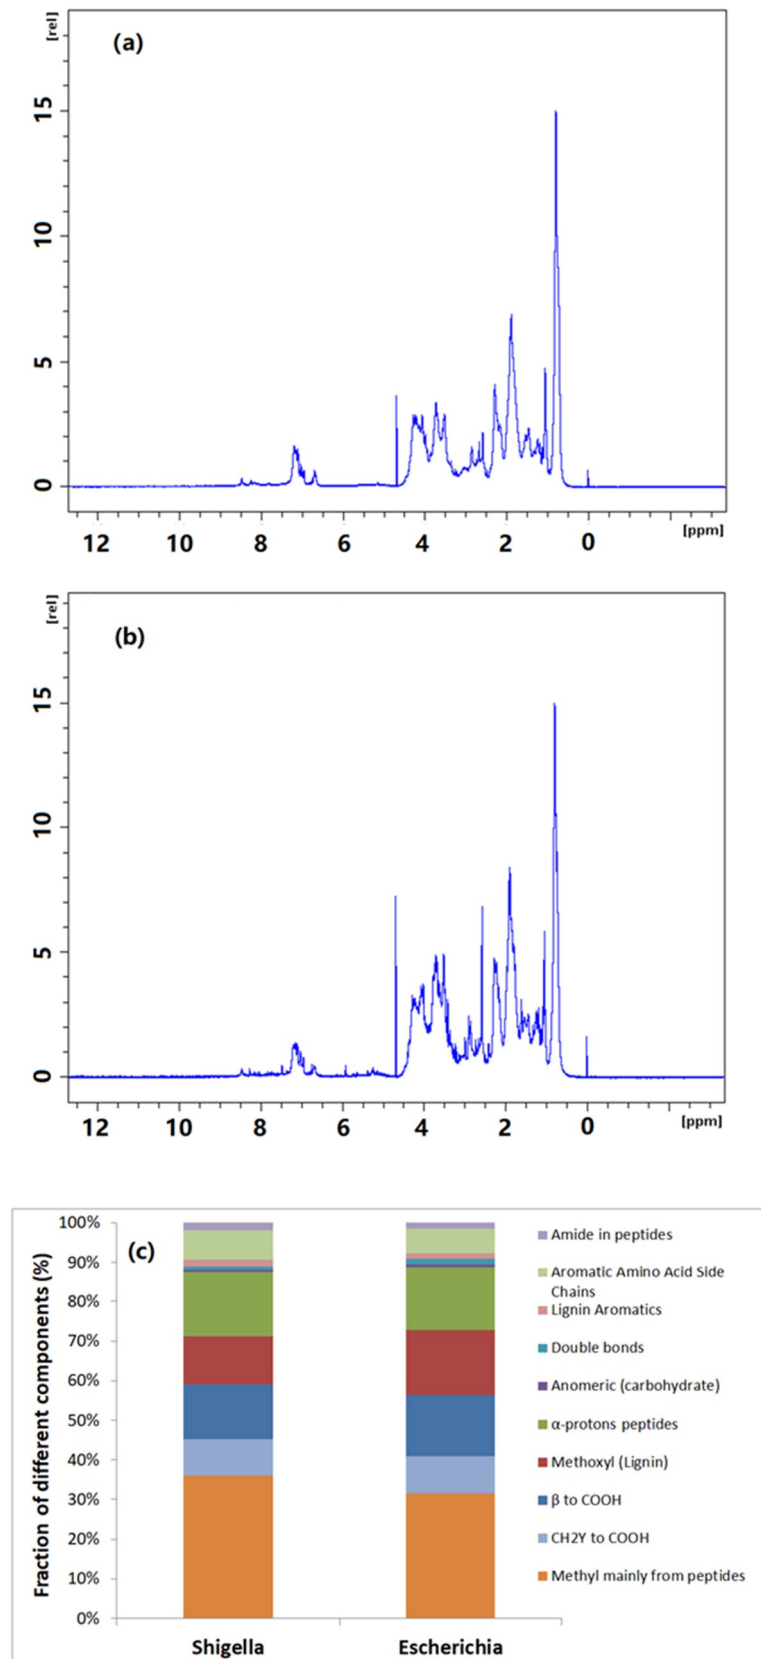 [rel]
(a)
15
10
5
0
12 10 8 6 4 2 0 [ppm]
[rel]
(b)
15
10
5
0
12 10 8 6 4 2 0 [ppm]
Fraction of different components (%)
(c)
100%
90%
80%
70%
60%
50%
40%
30%
20%
10%
0%
Shigella Escherichia
Amide in peptides
Aromatic Amino Acid Side
Chains
Lignin Aromatics
Double bonds
Anomeric (carbohydrate)
α-protons peptides
Methoxyl (Lignin)
β to COOH
CH2Y to COOH
Methyl mainly from peptides